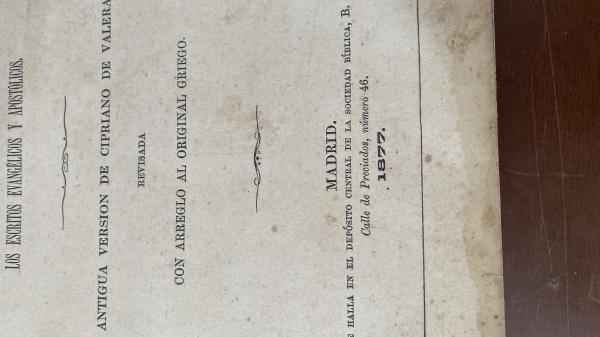 LOS ESCRITOS EVANGÉLICOS Y APOSTÓLICOS.
ANTIGUA VERSION DE CIPRIANO DE VALERA
REVISADA
CON ARREGLO AL ORIGINAL GRIEGO.
MADRID.
HALLA EN EL DEPÓSITO CENTRAL DE LA SOCIEDAD BÍBLICA, B.
Calle de Preciados, número 46.
1877.